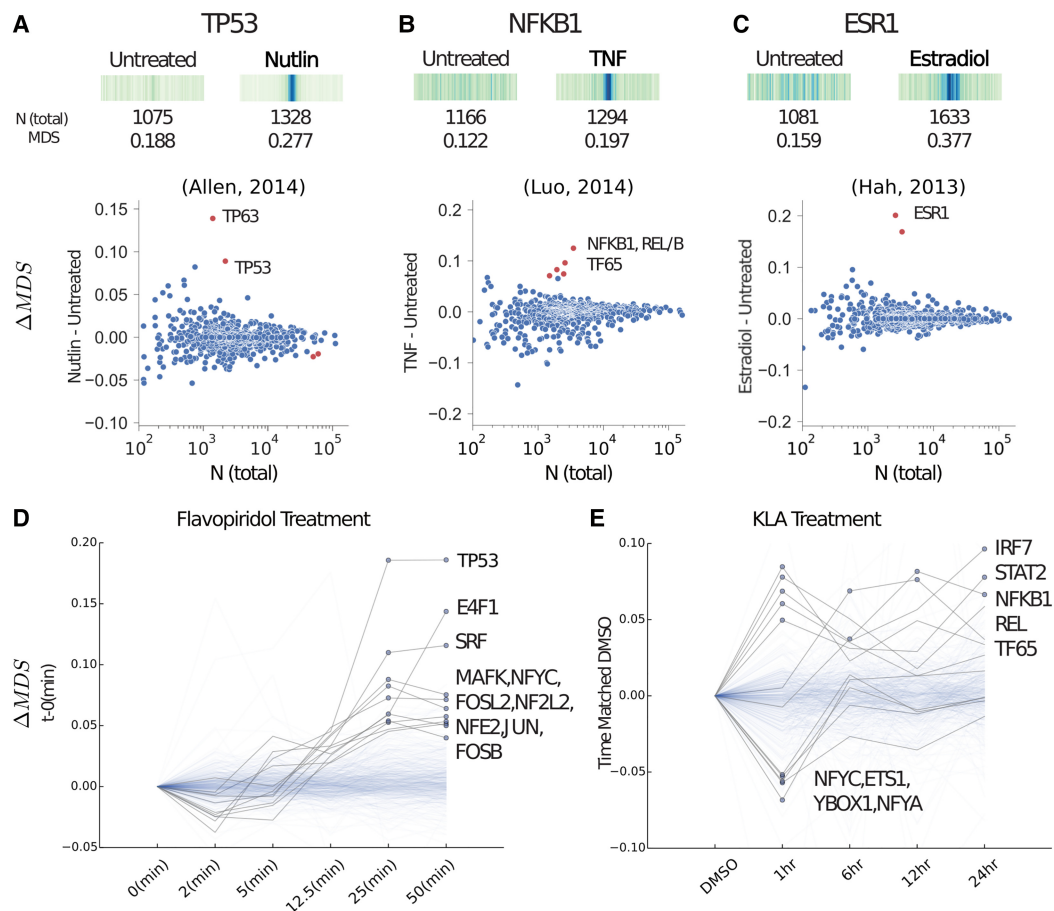 A TP53 B NFKB1 C ESR1
Untreated Nutlin Untreated TNF Untreated Estradiol
N (total) 1075 1328 1166 1294 1081 1633
MDS 0.188 0.277 0.122 0.197 0.159 0.377
(Allen, 2014) (Luo, 2014) (Hah, 2013)
ΔMDS
Nutlin - Untreated
0.15
0.10
0.05
0.00
−0.05
−0.10
TP63
TP53
10² 10³ 10⁴ 10⁵
N (total)
TNF - Untreated
0.2
0.1
0.0
−0.1
−0.2
NFKB1, REL/B
TF65
10² 10³ 10⁴ 10⁵
N (total)
Estradiol - Untreated
0.2
0.1
0.0
−0.1
−0.2
ESR1
10² 10³ 10⁴ 10⁵
N (total)
D Flavopiridol Treatment
ΔMDS
t-0(min)
0.20
0.15
0.10
0.05
0.00
−0.05
TP53
E4F1
SRF
MAFK,NFYC,
FOSL2,NF2L2,
NFE2,JUN,
FOSB
0(min) 2(min) 5(min) 12.5(min) 25(min) 50(min)
E KLA Treatment
Time Matched DMSO
0.10
0.05
0.00
−0.05
−0.10
IRF7
STAT2
NFKB1
REL
TF65
NFYC,ETS1,
YBOX1,NFYA
DMSO 1hr 6hr 12hr 24hr